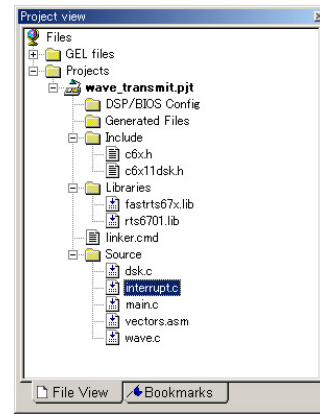 Project view
Files
GEL files
Projects
wave_transmit.pjt
DSP/BIOS Config
Generated Files
Include
c6x.h
c6x11dsk.h
Libraries
fastrts67x.lib
rts6701.lib
linker.cmd
Source
dsk.c
interrupt.c
main.c
vectors.asm
wave.c
File View Bookmarks